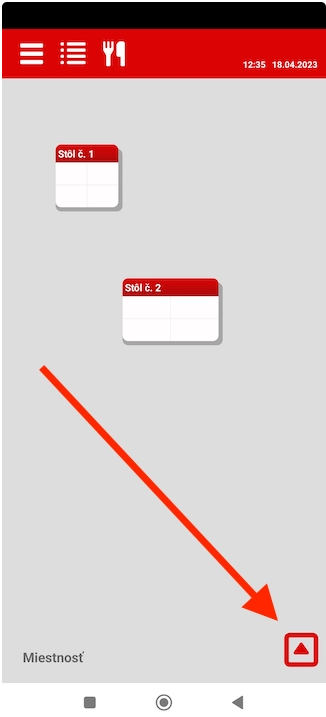 12:35 18.04.2023
Stôl č. 1
Stôl č. 2
Miestnosť